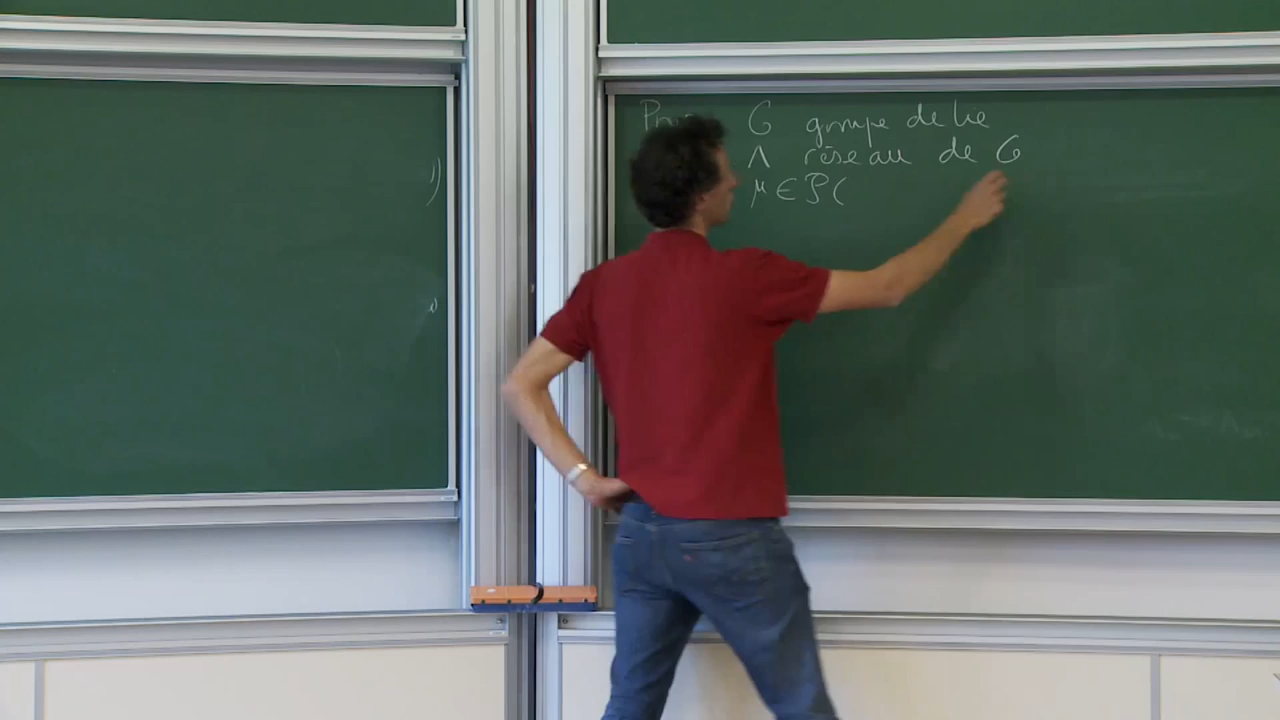 G groupe de Lie
Λ réseau de G
μ ∈ P(